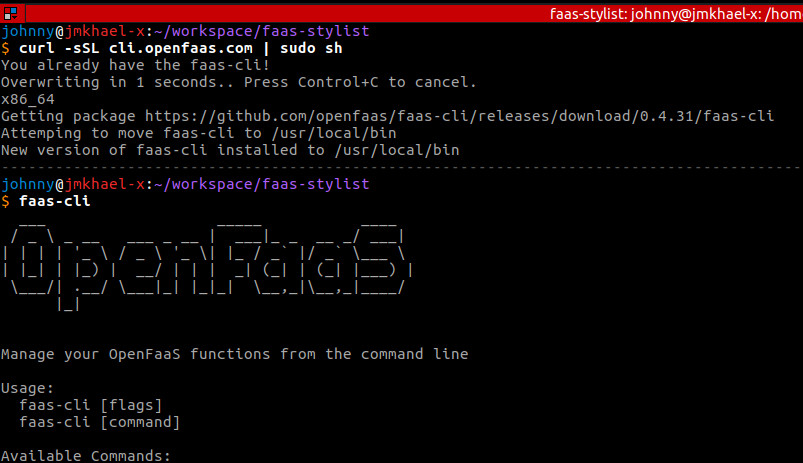 faas-stylist: johnny@jmkhael-x: /hom
johnny@jmkhael-x:~/workspace/faas-stylist
$ curl -sSL cli.openfaas.com | sudo sh
You already have the faas-cli!
Overwriting in 1 seconds.. Press Control+C to cancel.
x86_64
Getting package https://github.com/openfaas/faas-cli/releases/download/0.4.31/faas-cli
Attemping to move faas-cli to /usr/local/bin
New version of faas-cli installed to /usr/local/bin
johnny@jmkhael-x:~/workspace/faas-stylist
$ faas-cli
OpenFaaS
Manage your OpenFaaS functions from the command line
Usage:
faas-cli [flags]
faas-cli [command]
Available Commands: